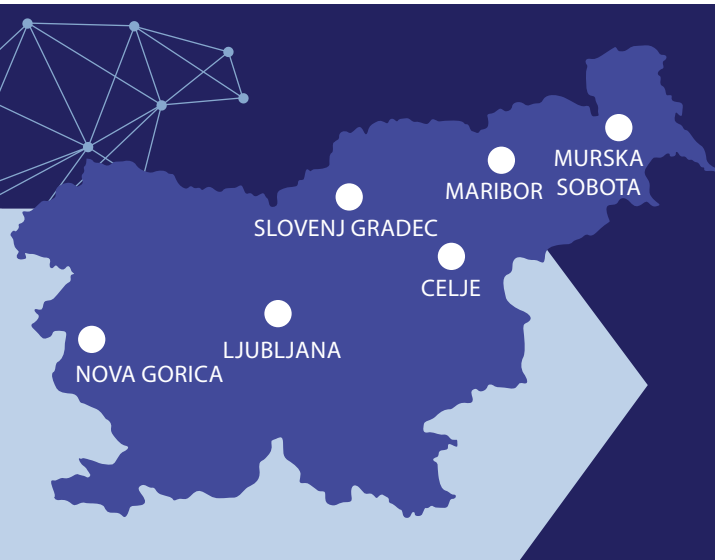 MURSKA
SOBOTA
MARIBOR
SLOVENJ GRADEC
CELJE
LJUBLJANA
NOVA GORICA